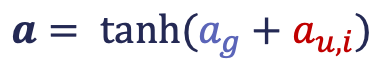 a = tanh(a_g + a_{u,i})